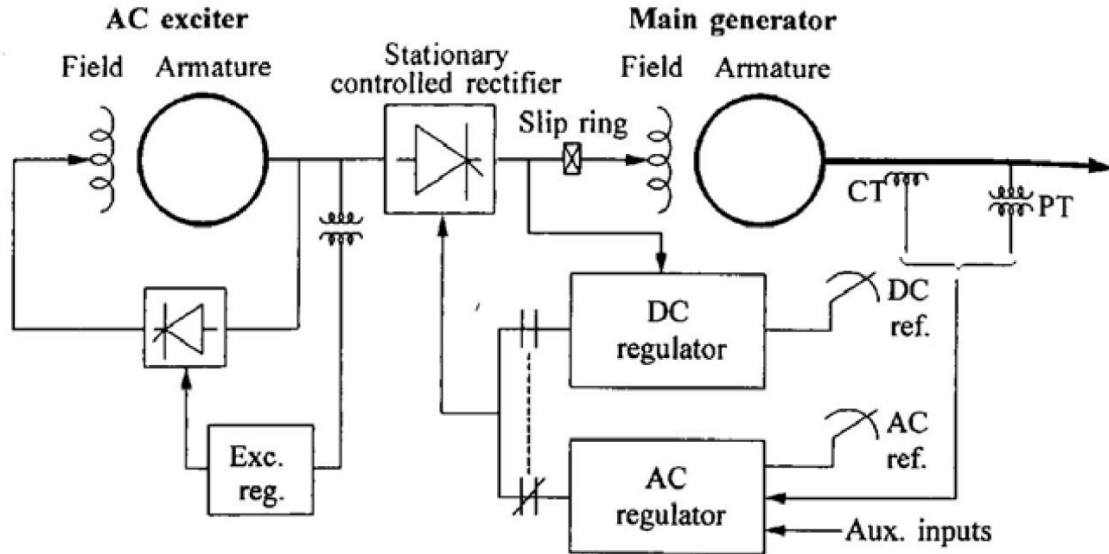 AC exciter
Main generator
Field Armature
Stationary
controlled rectifier
Field Armature
Slip ring
CT
PT
DC
regulator
DC
ref.
Exc.
reg.
AC
regulator
AC
ref.
Aux. inputs